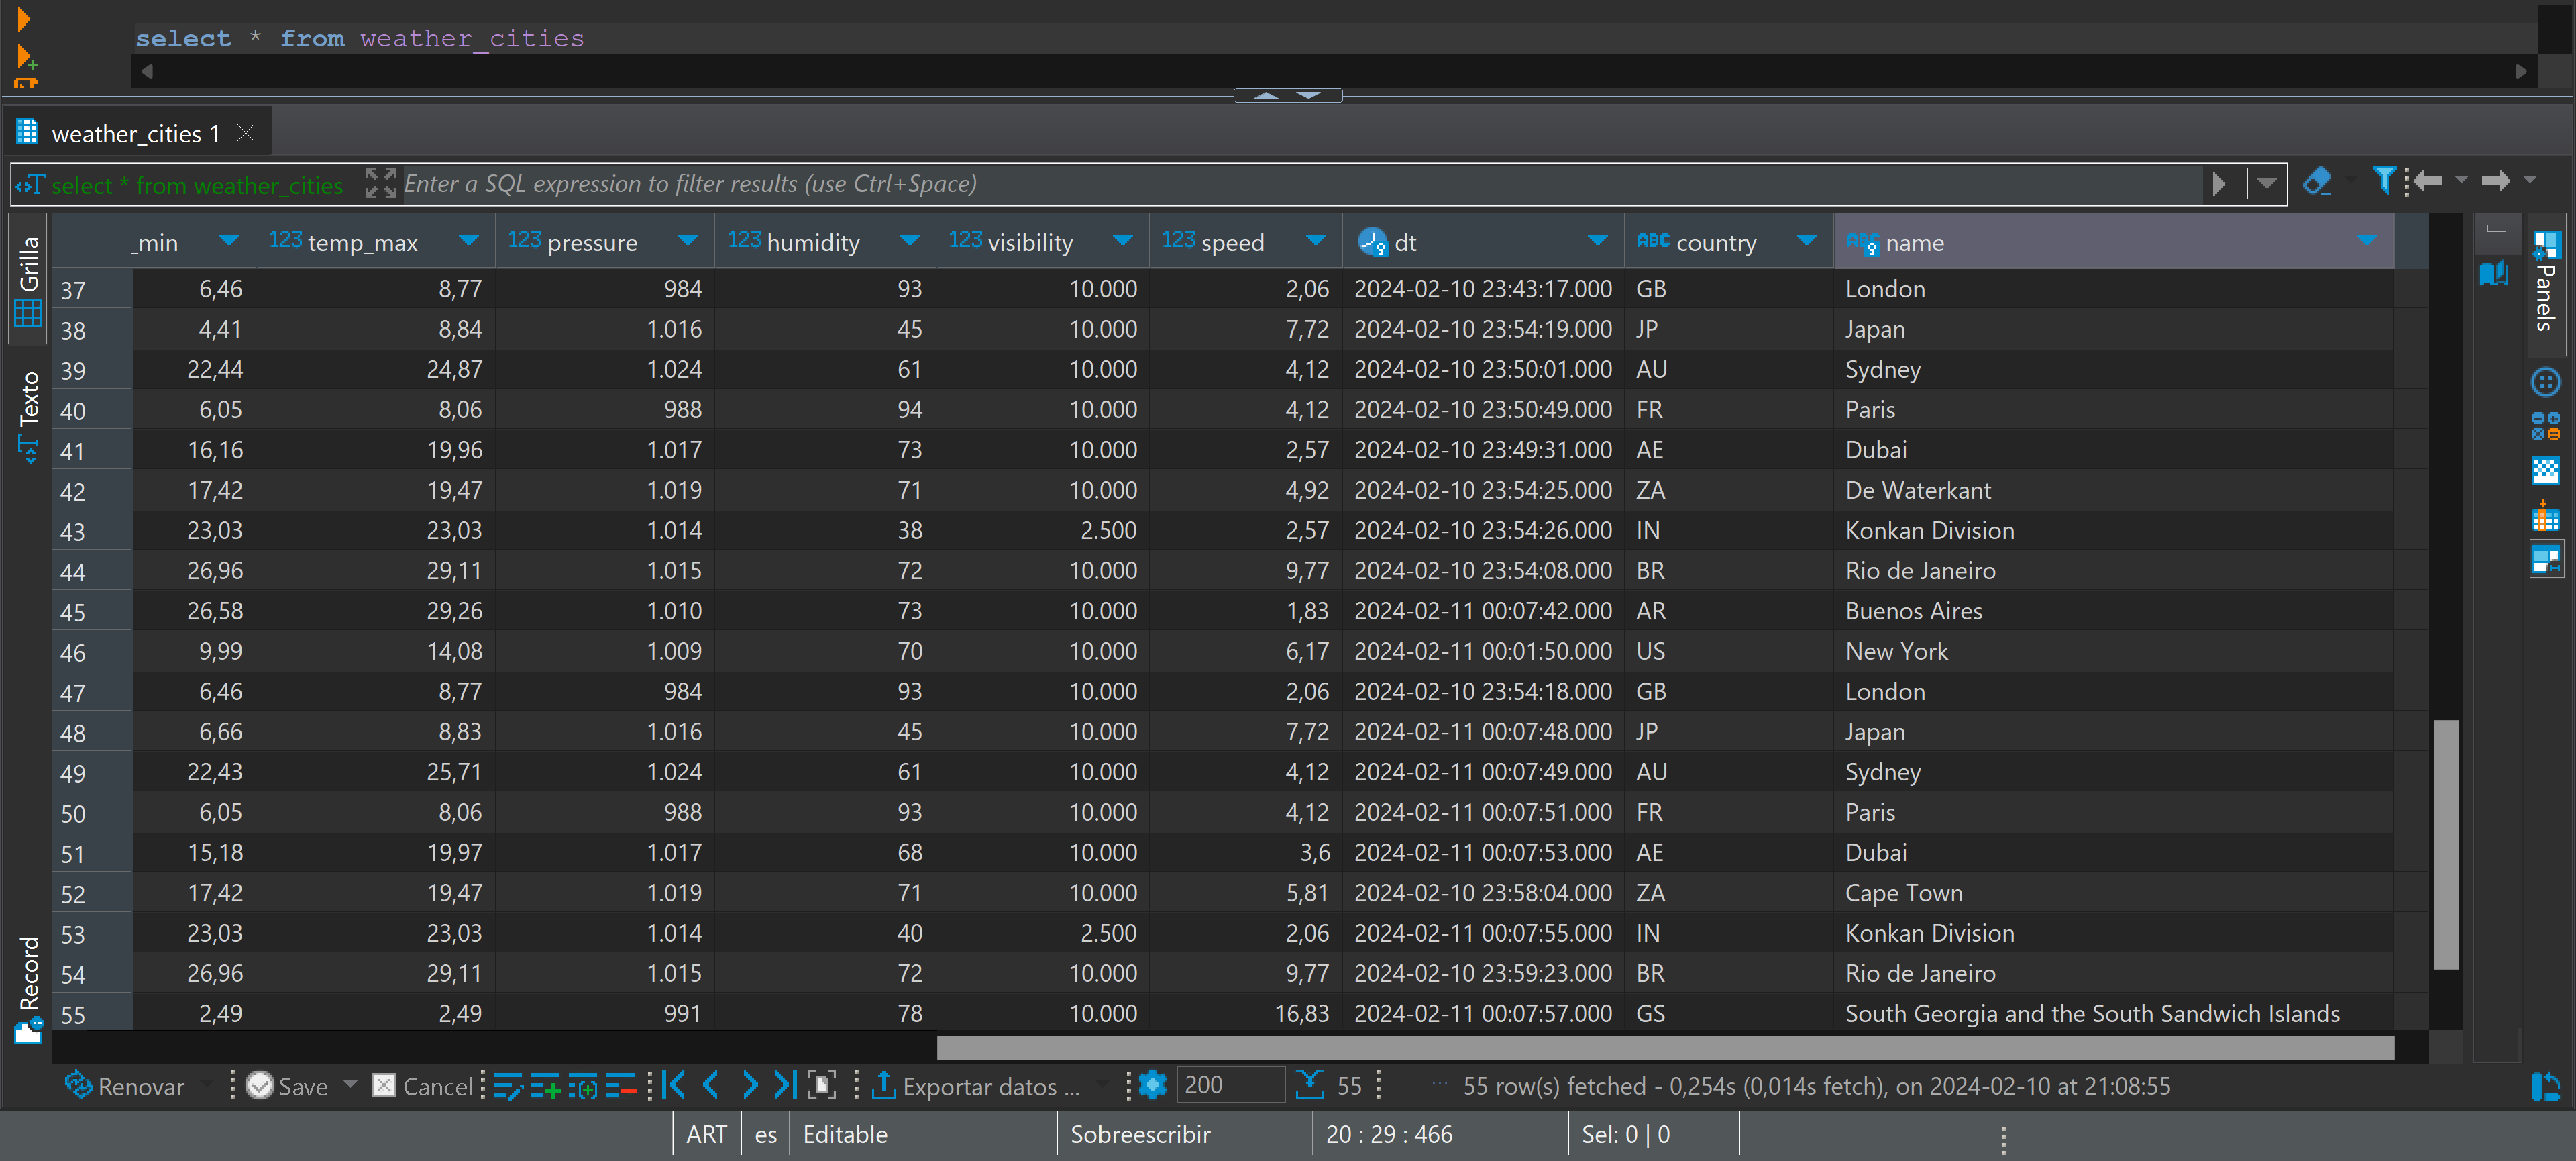 select * from weather_cities
weather_cities 1
select * from weather_cities Enter a SQL expression to filter results (use Ctrl+Space)
Grilla
Texto
Record
Panels
_min 123 temp_max 123 pressure 123 humidity 123 visibility 123 speed dt ABC country ABC name
37 6,46 8,77 984 93 10.000 2,06 2024-02-10 23:43:17.000 GB London
38 4,41 8,84 1.016 45 10.000 7,72 2024-02-10 23:54:19.000 JP Japan
39 22,44 24,87 1.024 61 10.000 4,12 2024-02-10 23:50:01.000 AU Sydney
40 6,05 8,06 988 94 10.000 4,12 2024-02-10 23:50:49.000 FR Paris
41 16,16 19,96 1.017 73 10.000 2,57 2024-02-10 23:49:31.000 AE Dubai
42 17,42 19,47 1.019 71 10.000 4,92 2024-02-10 23:54:25.000 ZA De Waterkant
43 23,03 23,03 1.014 38 2.500 2,57 2024-02-10 23:54:26.000 IN Konkan Division
44 26,96 29,11 1.015 72 10.000 9,77 2024-02-10 23:54:08.000 BR Rio de Janeiro
45 26,58 29,26 1.010 73 10.000 1,83 2024-02-11 00:07:42.000 AR Buenos Aires
46 9,99 14,08 1.009 70 10.000 6,17 2024-02-11 00:01:50.000 US New York
47 6,46 8,77 984 93 10.000 2,06 2024-02-10 23:54:18.000 GB London
48 6,66 8,83 1.016 45 10.000 7,72 2024-02-11 00:07:48.000 JP Japan
49 22,43 25,71 1.024 61 10.000 4,12 2024-02-11 00:07:49.000 AU Sydney
50 6,05 8,06 988 93 10.000 4,12 2024-02-11 00:07:51.000 FR Paris
51 15,18 19,97 1.017 68 10.000 3,6 2024-02-11 00:07:53.000 AE Dubai
52 17,42 19,47 1.019 71 10.000 5,81 2024-02-10 23:58:04.000 ZA Cape Town
53 23,03 23,03 1.014 40 2.500 2,06 2024-02-11 00:07:55.000 IN Konkan Division
54 26,96 29,11 1.015 72 10.000 9,77 2024-02-10 23:59:23.000 BR Rio de Janeiro
55 2,49 2,49 991 78 10.000 16,83 2024-02-11 00:07:57.000 GS South Georgia and the South Sandwich Islands
Renovar Save Cancel Exportar datos ... 200 55 55 row(s) fetched - 0,254s (0,014s fetch), on 2024-02-10 at 21:08:55
ART es Editable Sobreescribir 20 : 29 : 466 Sel: 0 | 0